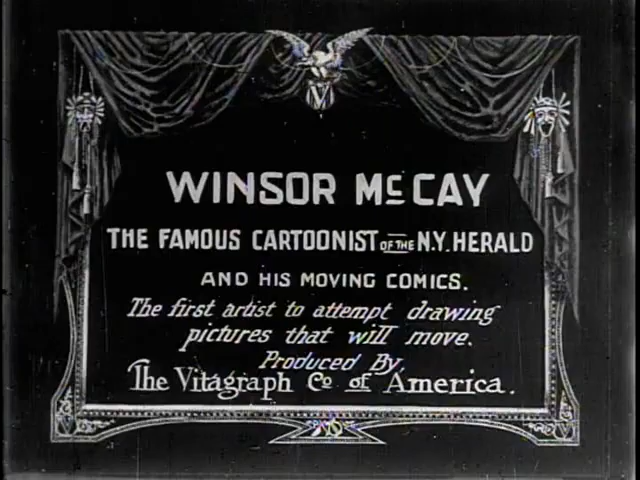 WINSOR McCAY
THE FAMOUS CARTOONIST OF THE N.Y. HERALD
AND HIS MOVING COMICS.
The first artist to attempt drawing
pictures that will move.
Produced By
The Vitagraph Co of America.